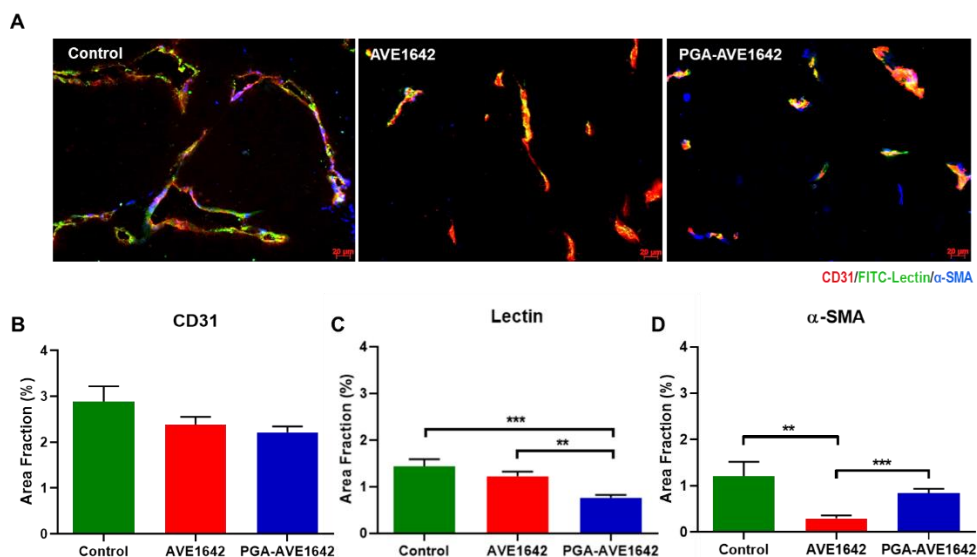 A
Control
AVE1642
PGA-AVE1642
20 µm
20 µm
20 µm
CD31/FITC-Lectin/α-SMA
B
CD31
Area Fraction (%)
4
3
2
1
0
Control
AVE1642
PGA-AVE1642
C
Lectin
Area Fraction (%)
4
3
2
1
0
***
**
Control
AVE1642
PGA-AVE1642
D
α-SMA
Area Fraction (%)
4
3
2
1
0
**
***
Control
AVE1642
PGA-AVE1642